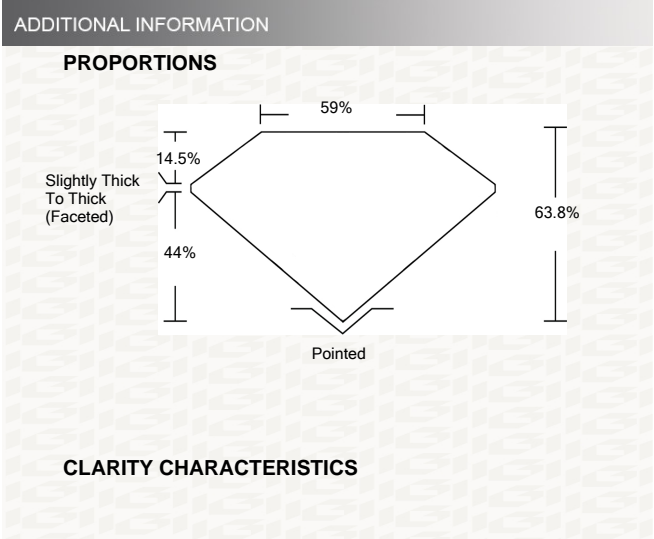 ADDITIONAL INFORMATION
PROPORTIONS
59%
14.5%
Slightly Thick
To Thick
(Faceted)
63.8%
44%
Pointed
CLARITY CHARACTERISTICS